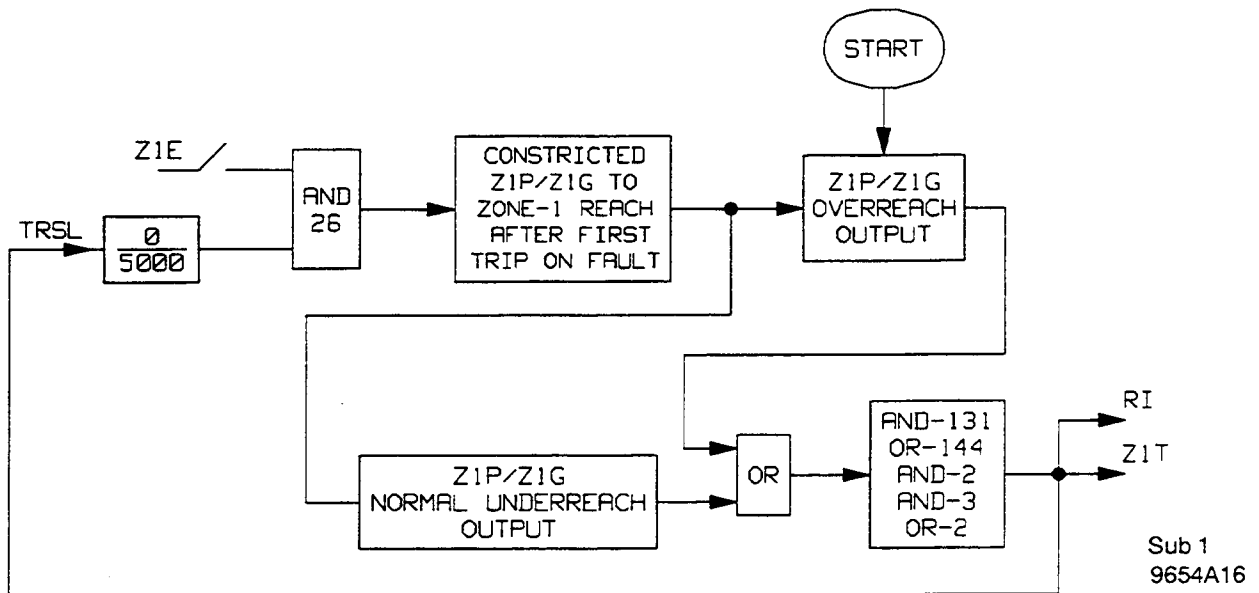 START
Z1E
AND
26
CONSTRICTED
Z1P/Z1G TO
ZONE-1 REACH
AFTER FIRST
TRIP ON FAULT
Z1P/Z1G
OVERREACH
OUTPUT
TRSL
0
5000
Z1P/Z1G
NORMAL UNDERREACH
OUTPUT
OR
AND-131
OR-144
AND-2
AND-3
OR-2
RI
Z1T
Sub 1
9654A16